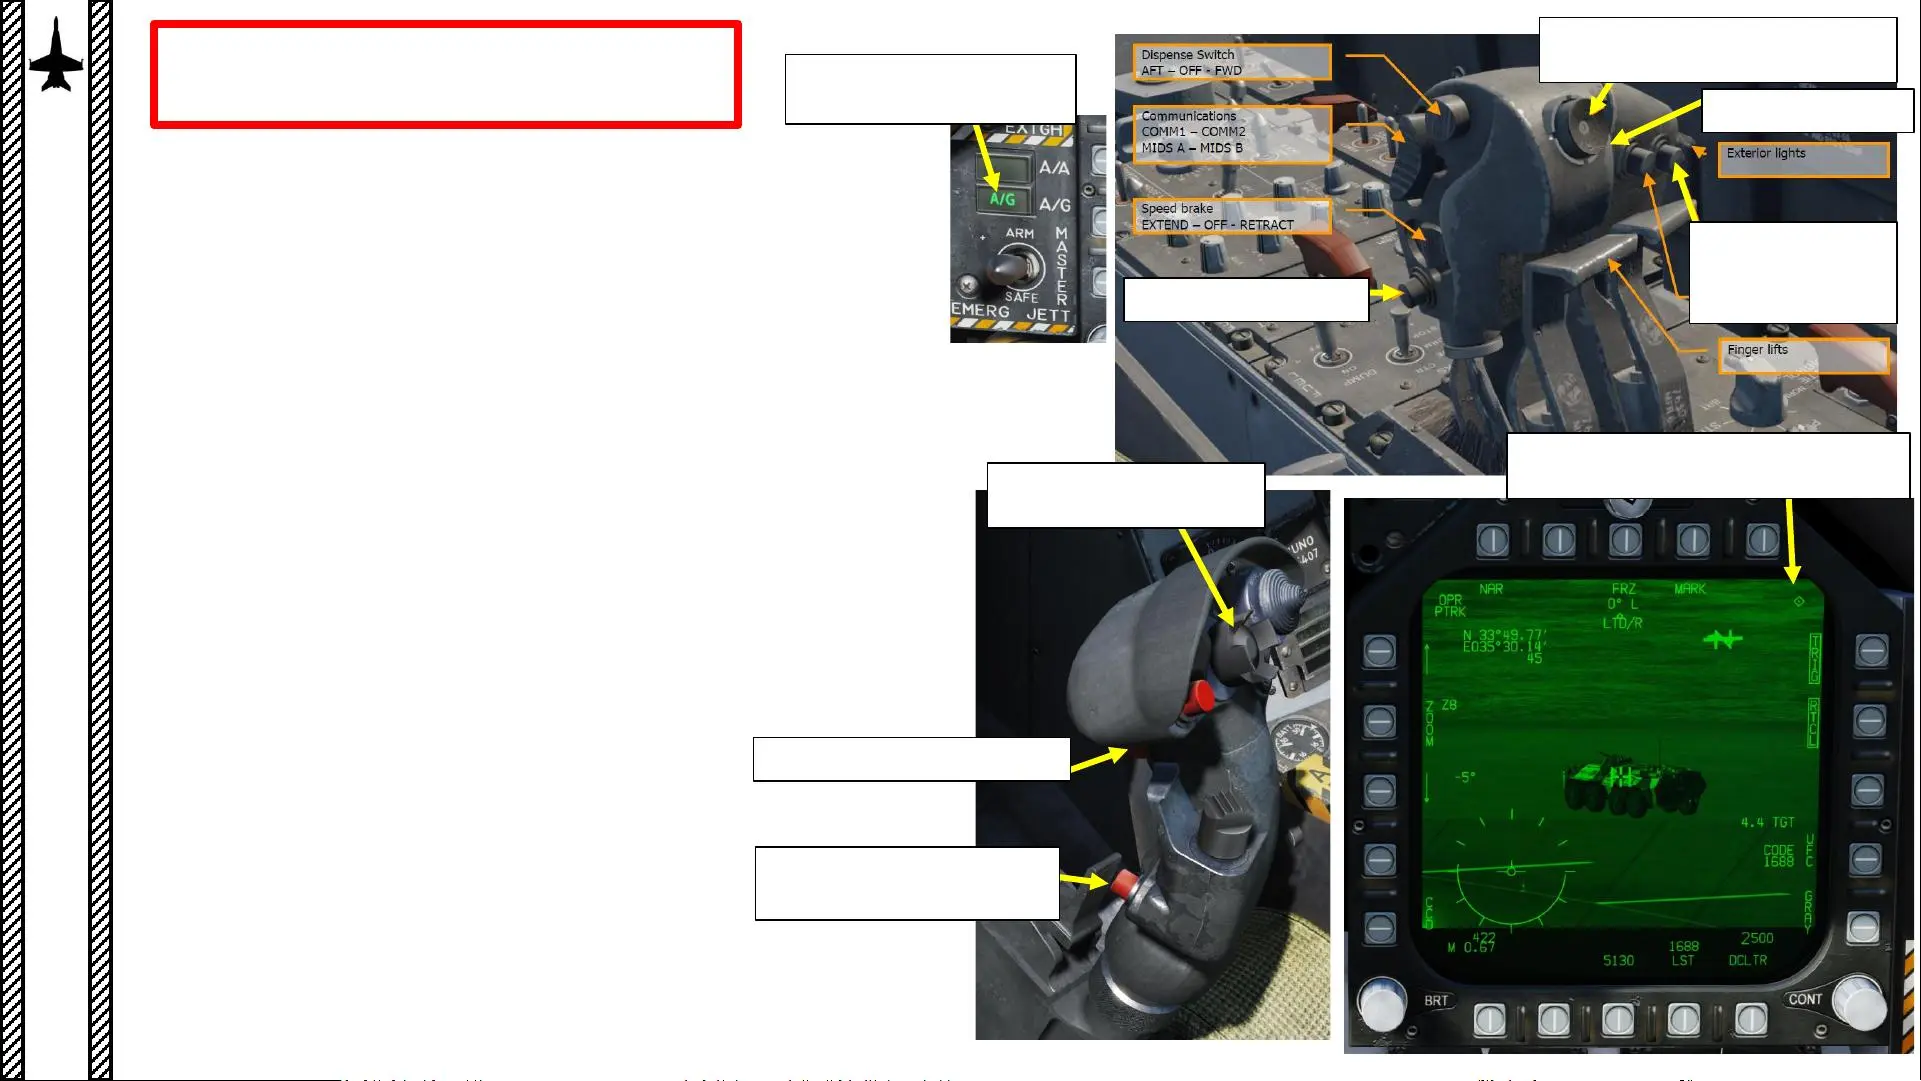 Dispense Switch
AFT – OFF - FWD
Communications
COMM1 – COMM2
MIDS A – MIDS B
Speed brake
EXTEND – OFF - RETRACT
Exterior lights
Finger lifts
A/A
A/G
A/G
ARM
MASTER
SAFE
EMERG JETT
DUMP
ON
NAR
FRZ
MARK
OPR
PTRK
0° L
LTD/R
N 33°49.77'
E035°30.14'
45
TRIG
ZOOM
Z8
RTCL
-5°
4.4 TGT
CODE
1688
UFC
GRAY
422
M 0.67
1688
2500
5130
LST
DCLTR
BRT
CONT